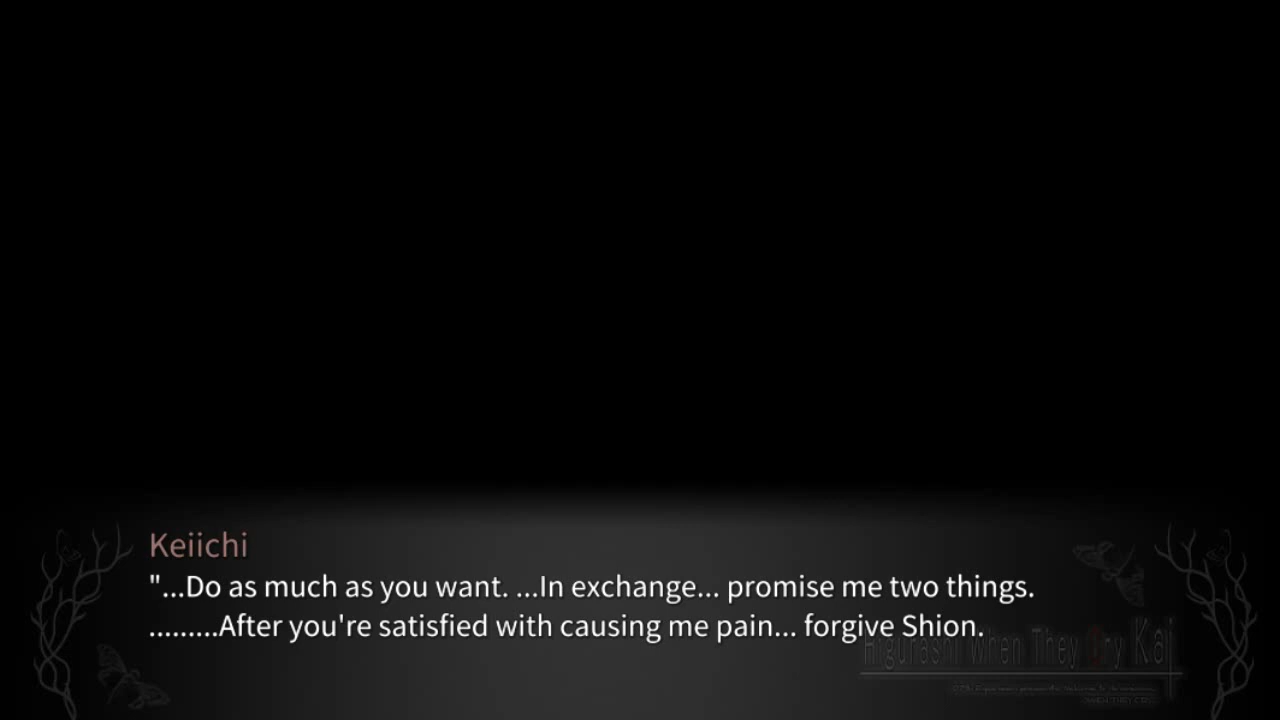 Keiichi
"...Do as much as you want. ...In exchange... promise me two things.
.........After you're satisfied with causing me pain... forgive Shion.
Higurashi When They Cry Kai